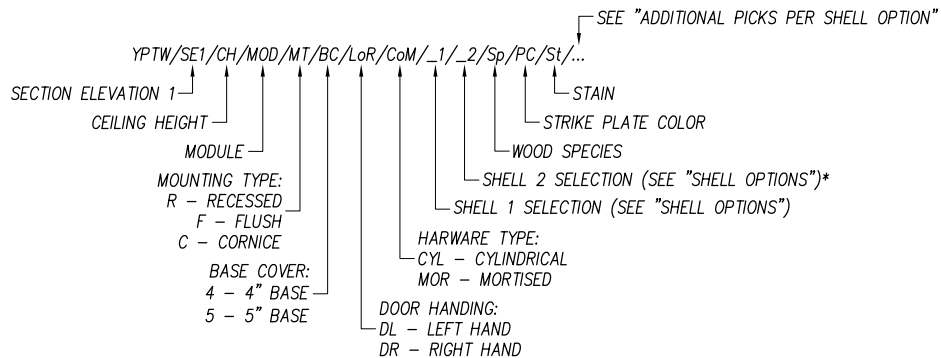 SEE "ADDITIONAL PICKS PER SHELL OPTION"
YPTW/SE1/CH/MOD/MT/BC/LoR/CoM/_1/_2/Sp/PC/St/...
SECTION ELEVATION 1
STAIN
CEILING HEIGHT
STRIKE PLATE COLOR
MODULE
WOOD SPECIES
MOUNTING TYPE:
R – RECESSED
F – FLUSH
C – CORNICE
SHELL 2 SELECTION (SEE "SHELL OPTIONS")*
SHELL 1 SELECTION (SEE "SHELL OPTIONS")
HARWARE TYPE:
CYL – CYLINDRICAL
MOR – MORTISED
BASE COVER:
4 – 4" BASE
5 – 5" BASE
DOOR HANDING:
DL – LEFT HAND
DR – RIGHT HAND